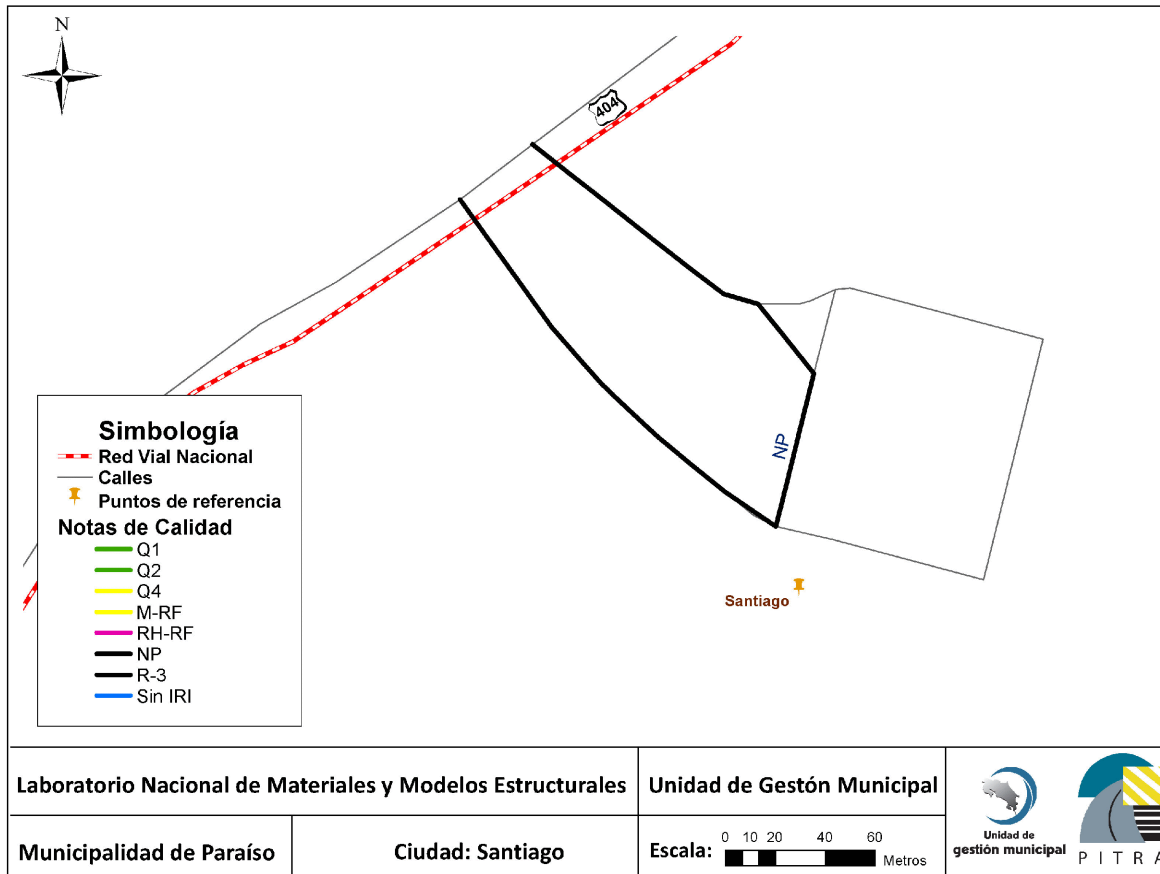 N
404
NP
Santiago
Simbología
Red Vial Nacional
Calles
Puntos de referencia
Notas de Calidad
Q1
Q2
Q4
M-RF
RH-RF
NP
R-3
Sin IRI
Laboratorio Nacional de Materiales y Modelos Estructurales
Unidad de Gestión Municipal
Municipalidad de Paraíso
Ciudad: Santiago
Escala:
0 10 20 40 60
Metros
Unidad de
gestión municipal
P I T R A